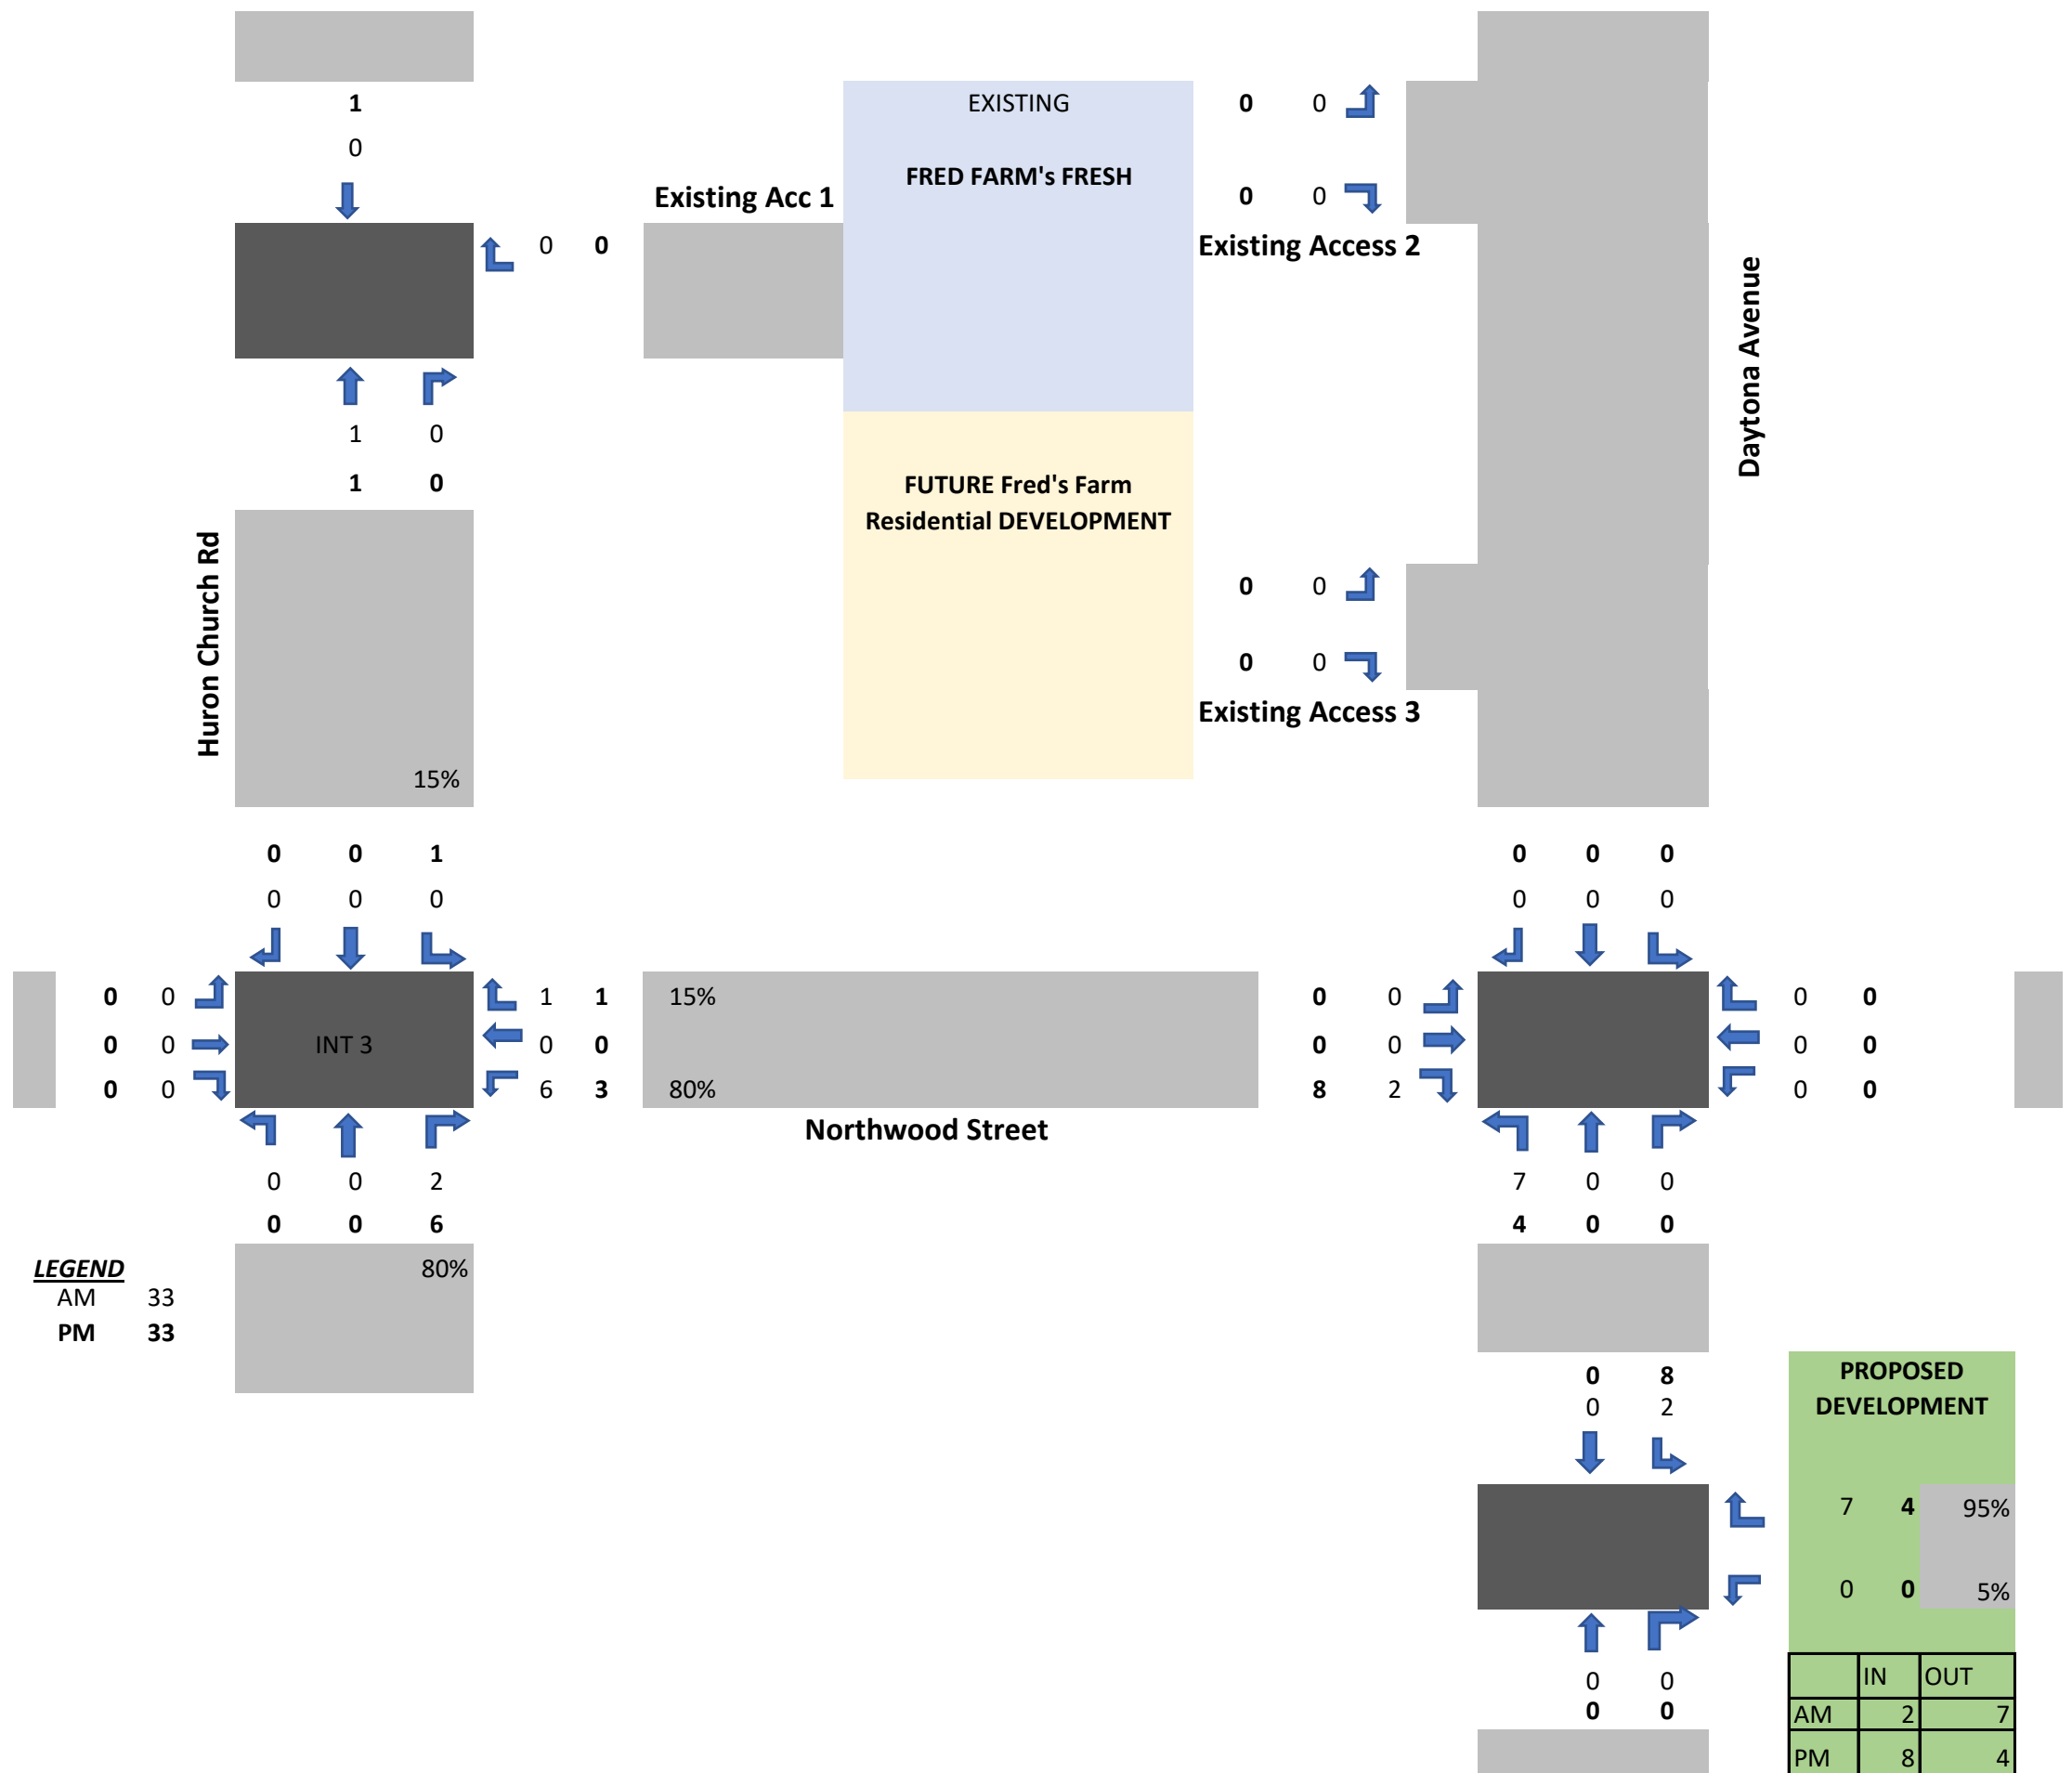 1
EXISTING
0 0
0
FRED FARM's FRESH
Existing Acc 1
0 0
0 0
Existing Access 2
Daytona Avenue
1 0
1 0
FUTURE Fred's Farm
Residential DEVELOPMENT
Huron Church Rd
0 0
0 0
Existing Access 3
15%
0 0 1
0 0 0
0 0 0
0 0 0
0 0
1 1
15%
0 0
0 0
0 0
INT 3
0 0
0 0
0 0
0 0
6 3
80%
8 2
0 0
Northwood Street
0 0 2
7 0 0
0 0 6
4 0 0
LEGEND
AM 33
PM 33
80%
0 8
0 2
PROPOSED
DEVELOPMENT
7 4 95%
0 0 5%
0 0
0 0
IN OUT
AM 2 7
PM 8 4